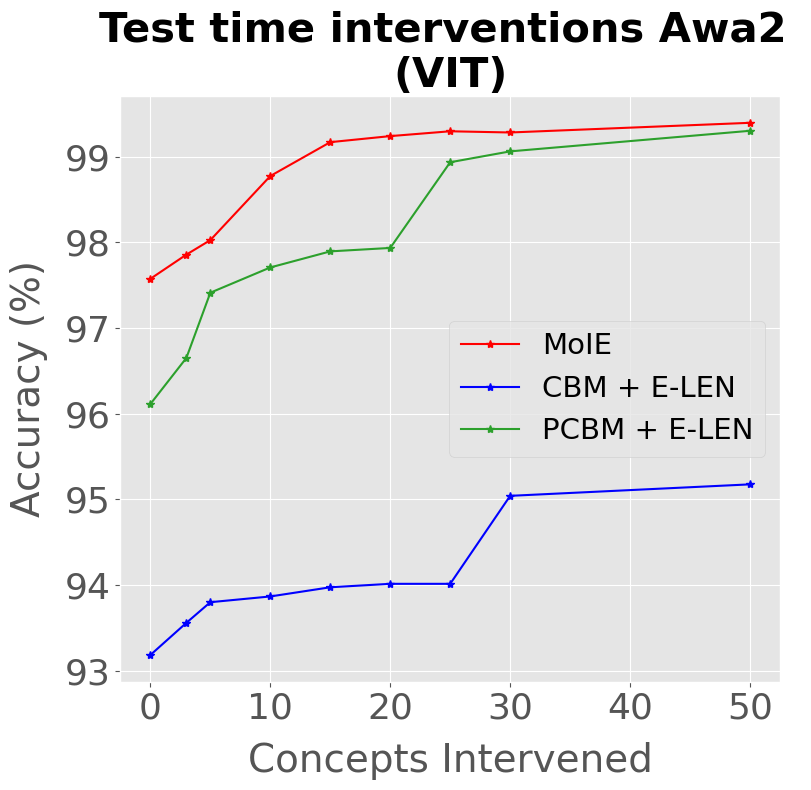 Test time interventions Awa2
(VIT)
Accuracy (%)
99
98
97
96
95
94
93
MoIE
CBM + E-LEN
PCBM + E-LEN
0 10 20 30 40 50
Concepts Intervened